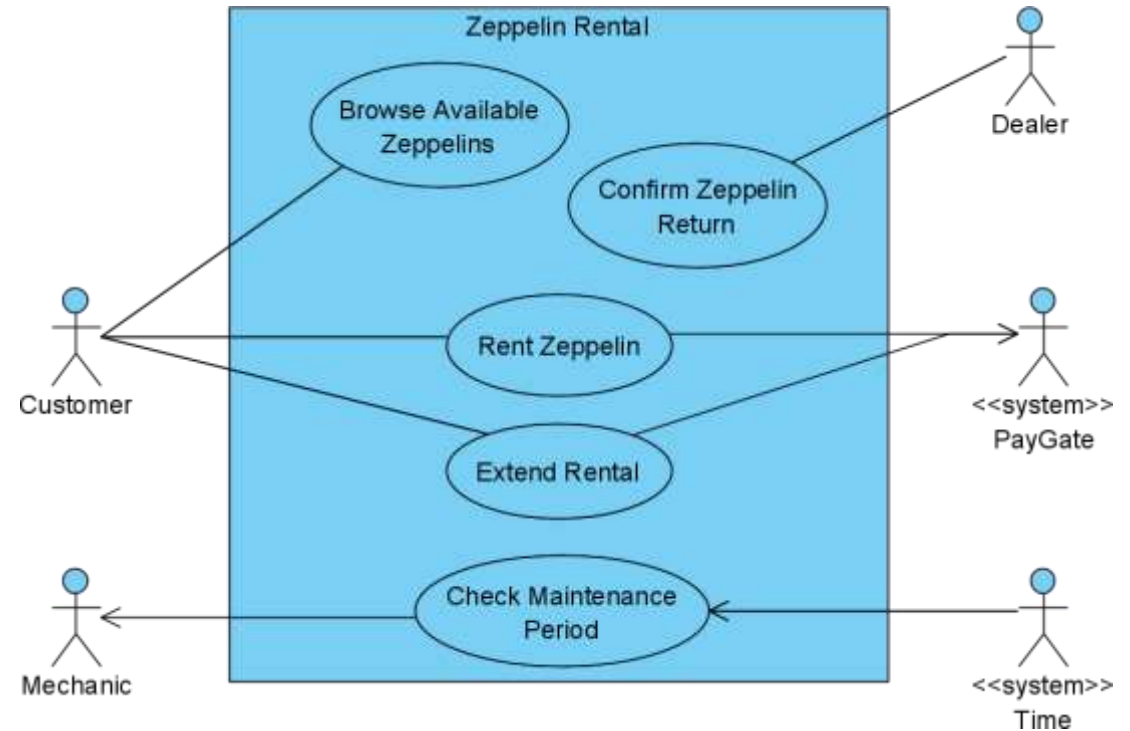 Zeppelin Rental
Browse Available
Zeppelins
Dealer
Confirm Zeppelin
Return
Rent Zeppelin
Customer
<<system>>
PayGate
Extend Rental
Check Maintenance
Period
Mechanic
<<system>>
Time